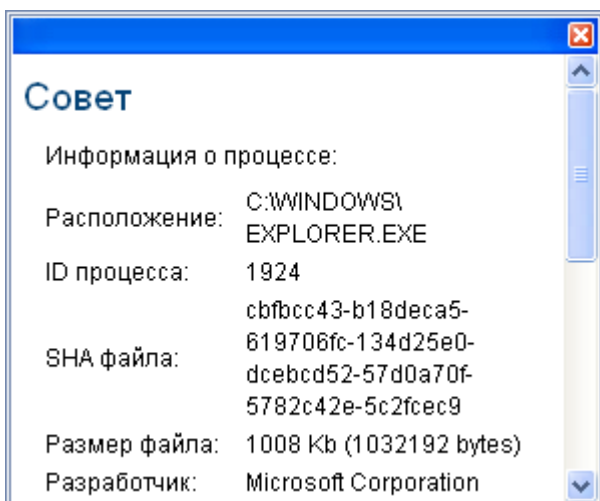 Совет
Информация о процессе:
Расположение: C:\WINDOWS\
EXPLORER.EXE
ID процесса: 1924
SHA файла: cbfbcc43-b18deca5-
619706fc-134d25e0-
dcebcd52-57d0a70f-
5782c42e-5c2fcec9
Размер файла: 1008 Kb (1032192 bytes)
Разработчик: Microsoft Corporation